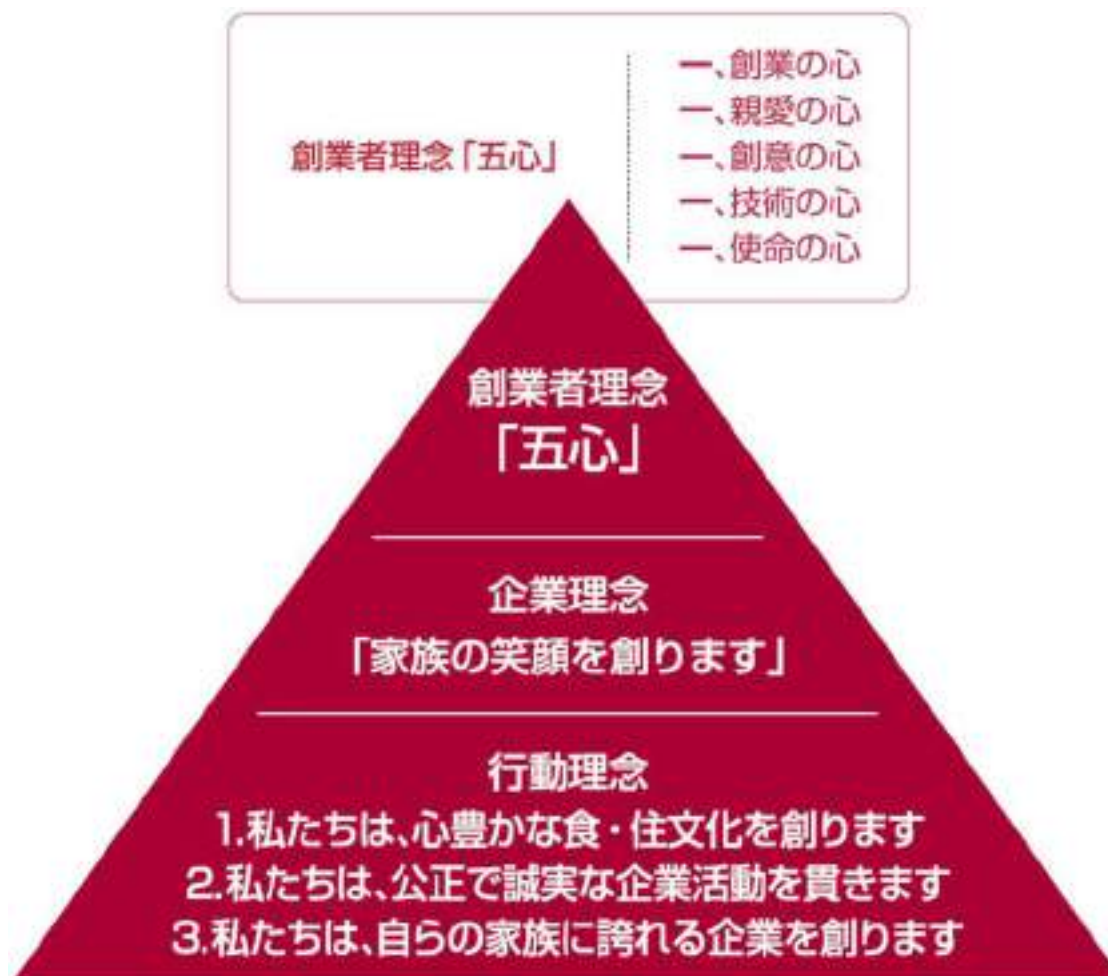 創業者理念「五心」
一、創業の心
一、親愛の心
一、創意の心
一、技術の心
一、使命の心
創業者理念
「五心」
企業理念
「家族の笑顔を創ります」
行動理念
1.私たちは、心豊かな食・住文化を創ります
2.私たちは、公正で誠実な企業活動を貫きます
3.私たちは、自らの家族に誇れる企業を創ります